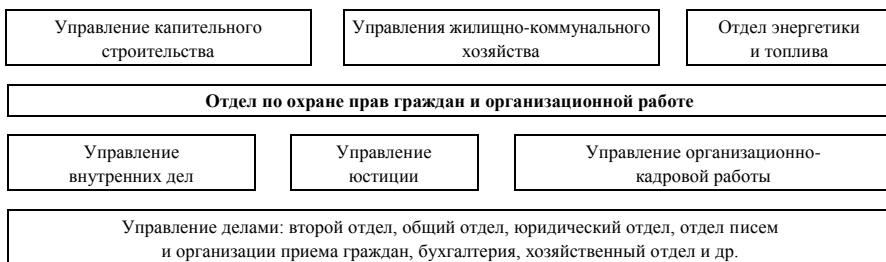 Управление капительного
строительства
Управления жилищно-коммунального
хозяйства
Отдел энергетики
и топлива
Отдел по охране прав граждан и организационной работе
Управление
внутренних дел
Управление
юстиции
Управление организационно-
кадровой работы
Управление делами: второй отдел, общий отдел, юридический отдел, отдел писем
и организации приема граждан, бухгалтерия, хозяйственный отдел и др.